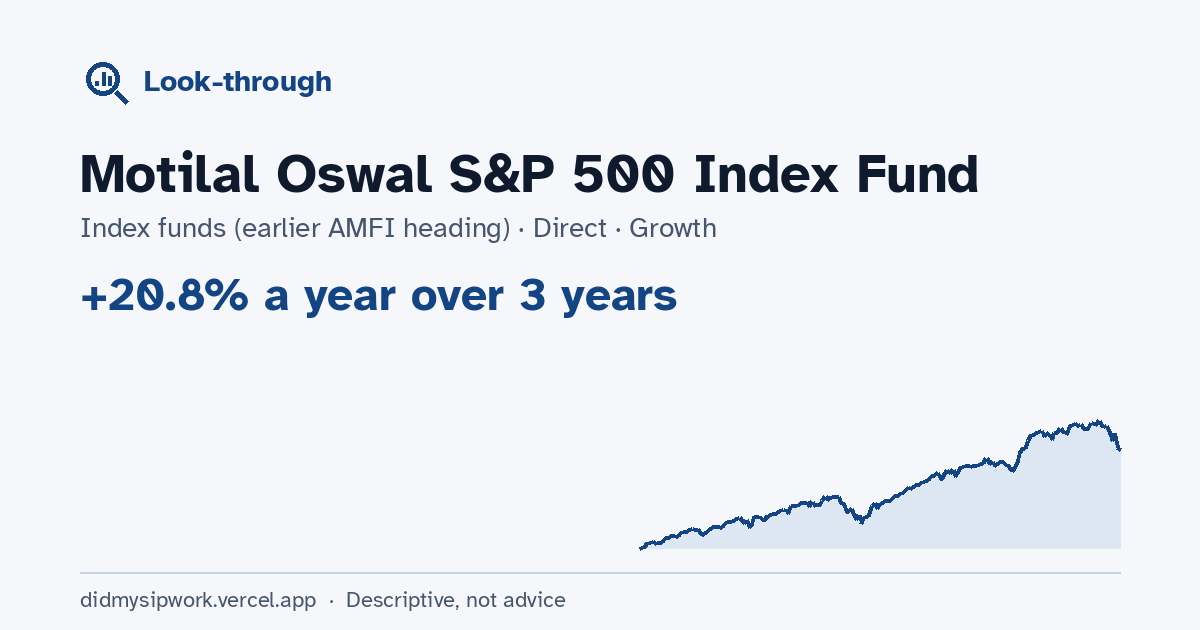 Look-through
Motilal Oswal S&P 500 Index Fund
Index funds (earlier AMFI heading) · Direct · Growth
+20.8% a year over 3 years
didmysipwork.vercel.app · Descriptive, not advice